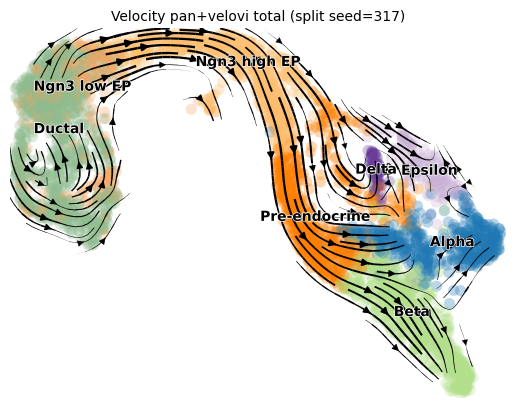 Velocity pan+velovi total (split seed=317)
Ngn3 high EP
Ngn3 low EP
Ductal
Delta
Epsilon
Pre-endocrine
Alpha
Beta